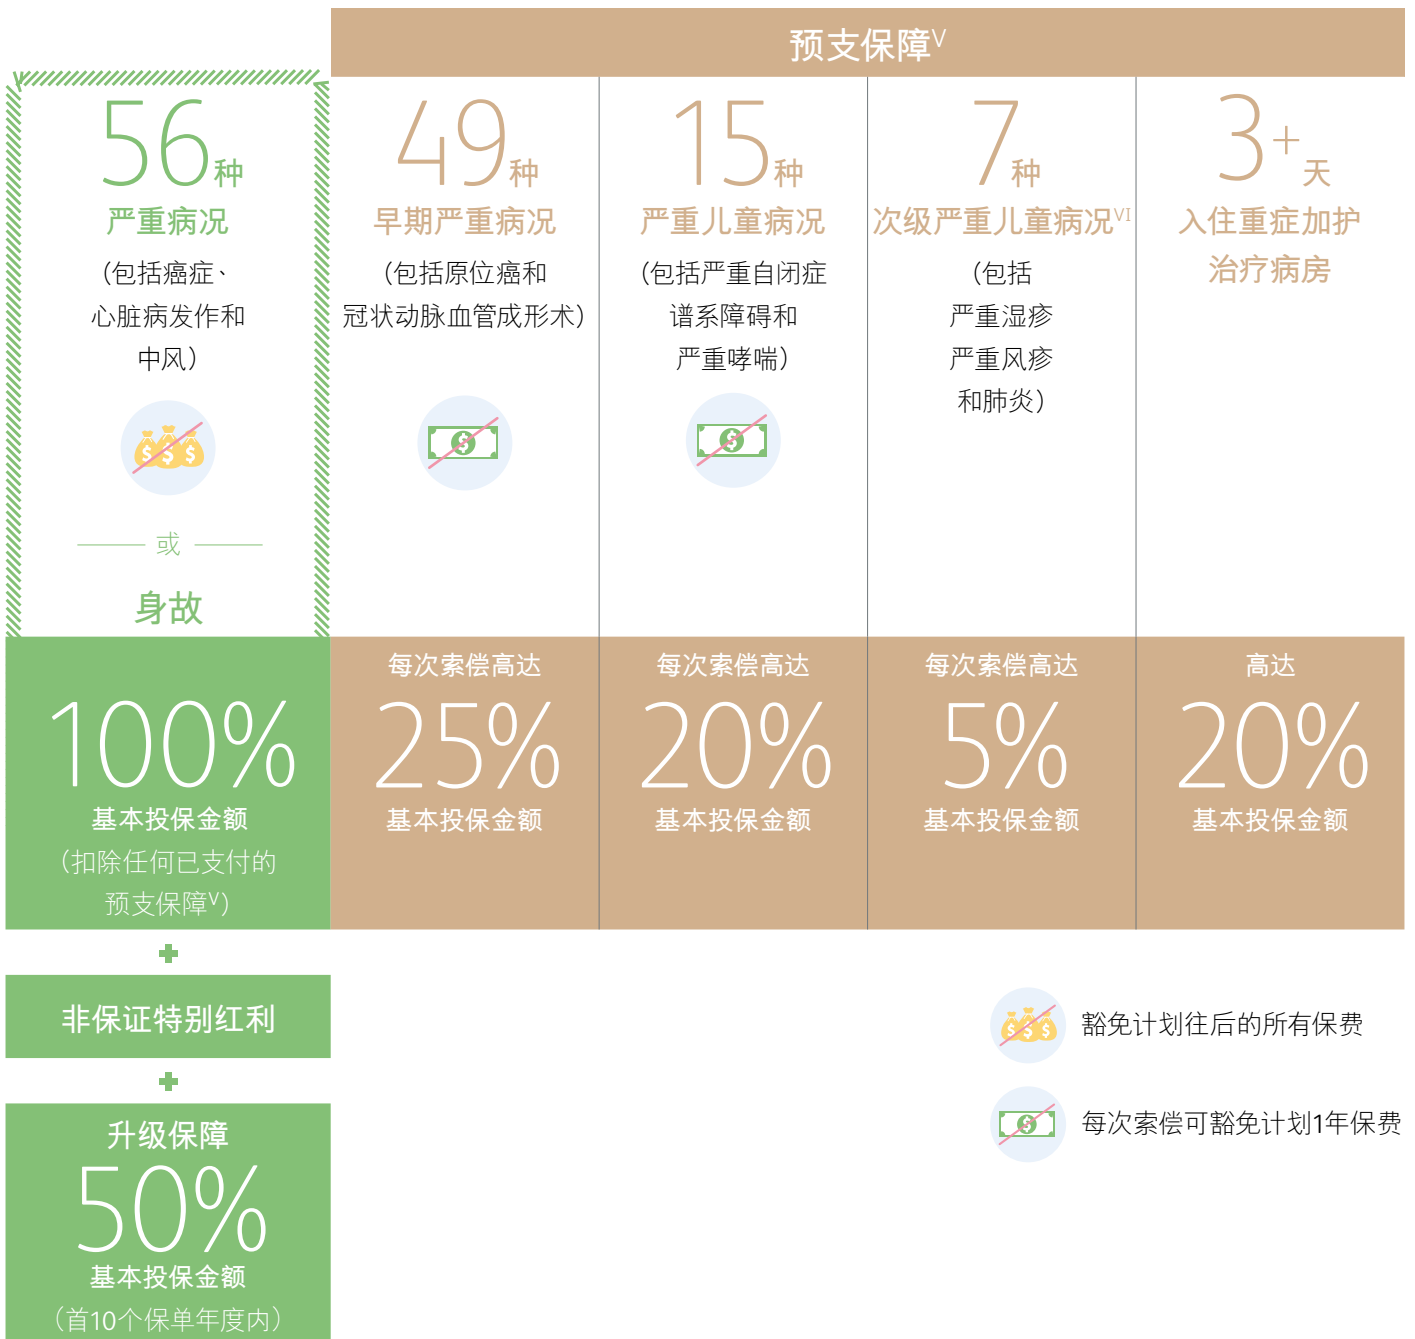 预支保障V
56种
严重病况
（包括癌症、
心脏病发作和
中风）
或
身故
100%
基本投保金额
（扣除任何已支付的
预支保障V）
49种
早期严重病况
（包括原位癌和
冠状动脉血管成形术）
每次索偿高达
25%
基本投保金额
15种
严重儿童病况
（包括严重自闭症
谱系障碍和
严重哮喘）
每次索偿高达
20%
基本投保金额
7种
次级严重儿童病况VI
（包括
严重湿疹
严重风疹
和肺炎）
每次索偿高达
5%
基本投保金额
3+天
入住重症加护
治疗病房
高达
20%
基本投保金额
+
非保证特别红利
+
升级保障
50%
基本投保金额
（首10个保单年度内）
豁免计划往后的所有保费
每次索偿可豁免计划1年保费